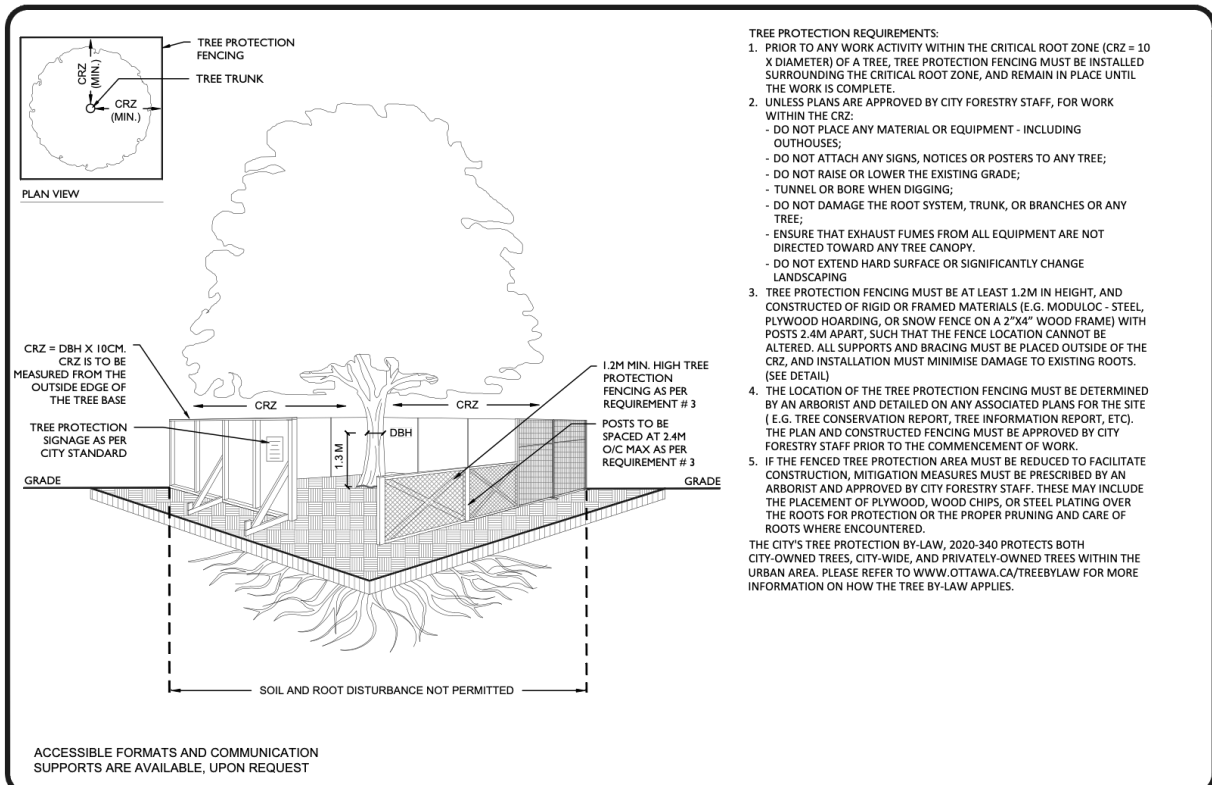 TREE PROTECTION
FENCING
TREE TRUNK
CRZ
(MIN.)
CRZ
(MIN.)
PLAN VIEW
CRZ = DBH X 10CM.
CRZ IS TO BE
MEASURED FROM THE
OUTSIDE EDGE OF
THE TREE BASE
TREE PROTECTION
SIGNAGE AS PER
CITY STANDARD
GRADE
CRZ
CRZ
DBH
1.3 M
1.2M MIN. HIGH TREE
PROTECTION
FENCING AS PER
REQUIREMENT # 3
POSTS TO BE
SPACED AT 2.4M
O/C MAX AS PER
REQUIREMENT # 3
GRADE
SOIL AND ROOT DISTURBANCE NOT PERMITTED
ACCESSIBLE FORMATS AND COMMUNICATION
SUPPORTS ARE AVAILABLE, UPON REQUEST
TREE PROTECTION REQUIREMENTS:
1. PRIOR TO ANY WORK ACTIVITY WITHIN THE CRITICAL ROOT ZONE (CRZ = 10
X DIAMETER) OF A TREE, TREE PROTECTION FENCING MUST BE INSTALLED
SURROUNDING THE CRITICAL ROOT ZONE, AND REMAIN IN PLACE UNTIL
THE WORK IS COMPLETE.
2. UNLESS PLANS ARE APPROVED BY CITY FORESTRY STAFF, FOR WORK
WITHIN THE CRZ:
- DO NOT PLACE ANY MATERIAL OR EQUIPMENT - INCLUDING
OUTHOUSES;
- DO NOT ATTACH ANY SIGNS, NOTICES OR POSTERS TO ANY TREE;
- DO NOT RAISE OR LOWER THE EXISTING GRADE;
- TUNNEL OR BORE WHEN DIGGING;
- DO NOT DAMAGE THE ROOT SYSTEM, TRUNK, OR BRANCHES OR ANY
TREE;
- ENSURE THAT EXHAUST FUMES FROM ALL EQUIPMENT ARE NOT
DIRECTED TOWARD ANY TREE CANOPY.
- DO NOT EXTEND HARD SURFACE OR SIGNIFICANTLY CHANGE
LANDSCAPING
3. TREE PROTECTION FENCING MUST BE AT LEAST 1.2M IN HEIGHT, AND
CONSTRUCTED OF RIGID OR FRAMED MATERIALS (E.G. MODULOC - STEEL,
PLYWOOD HOARDING, OR SNOW FENCE ON A 2"X4" WOOD FRAME) WITH
POSTS 2.4M APART, SUCH THAT THE FENCE LOCATION CANNOT BE
ALTERED. ALL SUPPORTS AND BRACING MUST BE PLACED OUTSIDE OF THE
CRZ, AND INSTALLATION MUST MINIMISE DAMAGE TO EXISTING ROOTS.
(SEE DETAIL)
4. THE LOCATION OF THE TREE PROTECTION FENCING MUST BE DETERMINED
BY AN ARBORIST AND DETAILED ON ANY ASSOCIATED PLANS FOR THE SITE
( E.G. TREE CONSERVATION REPORT, TREE INFORMATION REPORT, ETC).
THE PLAN AND CONSTRUCTED FENCING MUST BE APPROVED BY CITY
FORESTRY STAFF PRIOR TO THE COMMENCEMENT OF WORK.
5. IF THE FENCED TREE PROTECTION AREA MUST BE REDUCED TO FACILITATE
CONSTRUCTION, MITIGATION MEASURES MUST BE PRESCRIBED BY AN
ARBORIST AND APPROVED BY CITY FORESTRY STAFF. THESE MAY INCLUDE
THE PLACEMENT OF PLYWOOD, WOOD CHIPS, OR STEEL PLATING OVER
THE ROOTS FOR PROTECTION OR THE PROPER PRUNING AND CARE OF
ROOTS WHERE ENCOUNTERED.
THE CITY'S TREE PROTECTION BY-LAW, 2020-340 PROTECTS BOTH
CITY-OWNED TREES, CITY-WIDE, AND PRIVATELY-OWNED TREES WITHIN THE
URBAN AREA. PLEASE REFER TO WWW.OTTAWA.CA/TREEBYLAW FOR MORE
INFORMATION ON HOW THE TREE BY-LAW APPLIES.